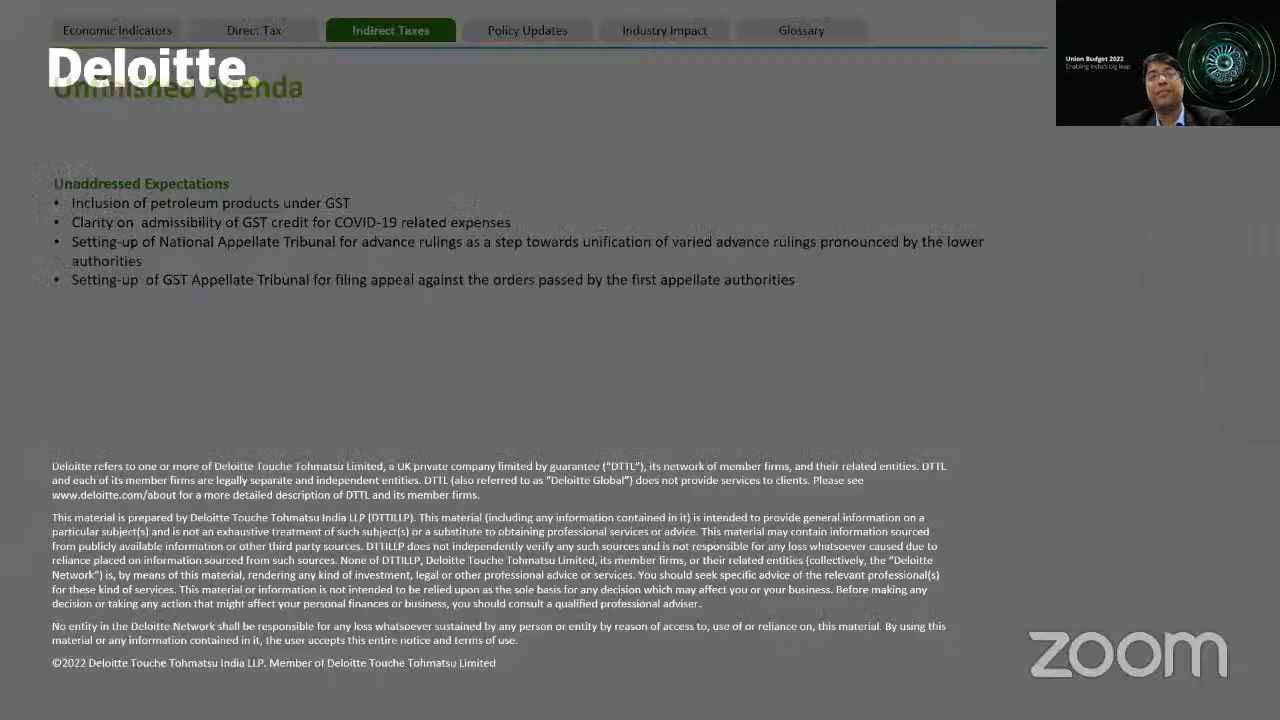 Economic Indicators
Direct Tax
Indirect Taxes
Policy Updates
Industry Impact
Glossary
Deloitte.
Unfinished Agenda
Union Budget 2022
Enabling India's big leap
Unaddressed Expectations
• Inclusion of petroleum products under GST
• Clarity on admissibility of GST credit for COVID-19 related expenses
• Setting-up of National Appellate Tribunal for advance rulings as a step towards unification of varied advance rulings pronounced by the lower
authorities
• Setting-up of GST Appellate Tribunal for filing appeal against the orders passed by the first appellate authorities
Deloitte refers to one or more of Deloitte Touche Tohmatsu Limited, a UK private company limited by guarantee (“DTTL”), its network of member firms, and their related entities. DTTL
and each of its member firms are legally separate and independent entities. DTTL (also referred to as “Deloitte Global”) does not provide services to clients. Please see
www.deloitte.com/about for a more detailed description of DTTL and its member firms.
This material is prepared by Deloitte Touche Tohmatsu India LLP (DTTILLP). This material (including any information contained in it) is intended to provide general information on a
particular subject(s) and is not an exhaustive treatment of such subject(s) or a substitute to obtaining professional services or advice. This material may contain information sourced
from publicly available information or other third party sources. DTTILLP does not independently verify any such sources and is not responsible for any loss whatsoever caused due to
reliance placed on information sourced from such sources. None of DTTILLP, Deloitte Touche Tohmatsu Limited, its member firms, or their related entities (collectively, the “Deloitte
Network”) is, by means of this material, rendering any kind of investment, legal or other professional advice or services. You should seek specific advice of the relevant professional(s)
for these kind of services. This material or information is not intended to be relied upon as the sole basis for any decision which may affect you or your business. Before making any
decision or taking any action that might affect your personal finances or business, you should consult a qualified professional adviser.
No entity in the Deloitte Network shall be responsible for any loss whatsoever sustained by any person or entity by reason of access to, use of or reliance on, this material. By using this
material or any information contained in it, the user accepts this entire notice and terms of use.
©2022 Deloitte Touche Tohmatsu India LLP. Member of Deloitte Touche Tohmatsu Limited
zoom